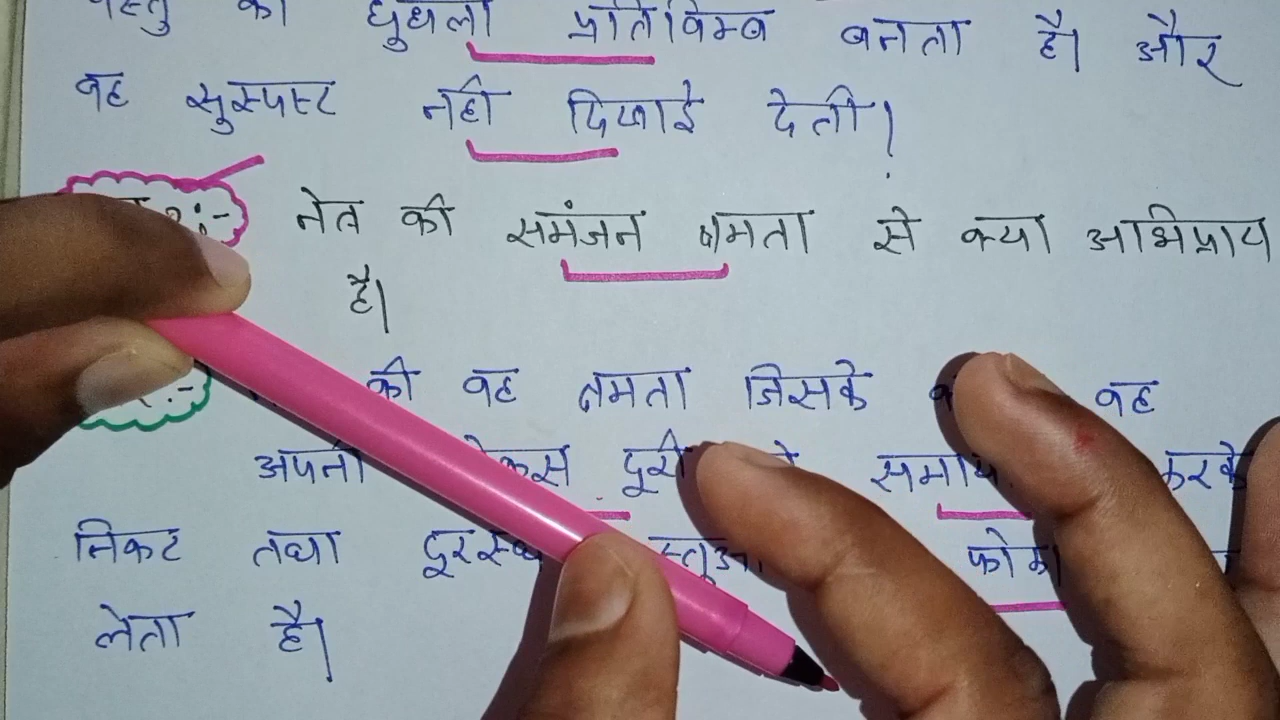 वस्तु का धुंधला प्रतिबिम्ब बनता है। और
वह सुस्पष्ट नही दिखाई देती।
नेत्र की समंजन क्षमता से क्या अभिप्राय
है।
की वह क्षमता जिसके वह
अपनी दूरी करके
निकट तथा दूरस्थ
लेता है।